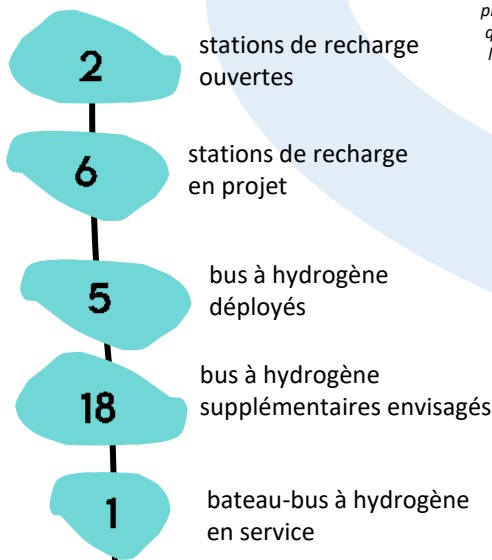 2
stations de recharge
ouvertes
6
stations de recharge
en projet
5
bus à hydrogène
déployés
18
bus à hydrogène
supplémentaires envisagés
1
bateau-bus à hydrogène
en service